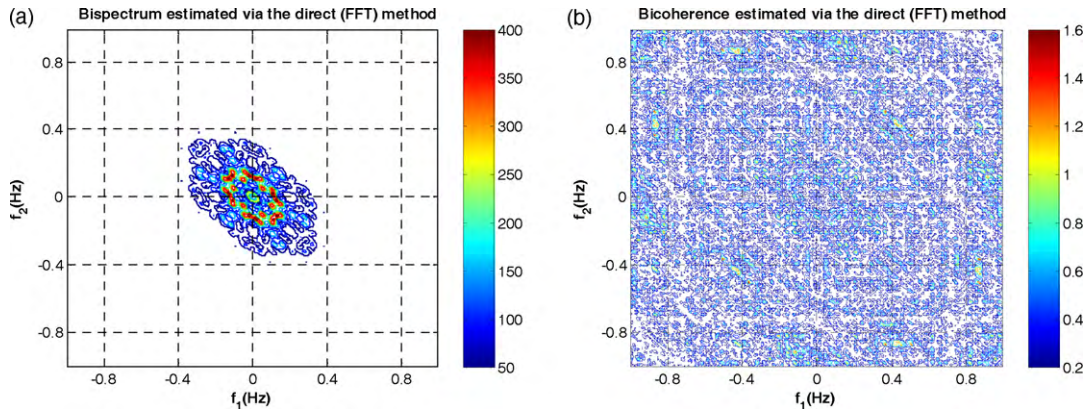 (a)
Bispectrum estimated via the direct (FFT) method
0.8
0.4
0
-0.4
-0.8
f2(Hz)
-0.8 -0.4 0 0.4 0.8
f1(Hz)
400
350
300
250
200
150
100
50
(b)
Bicoherence estimated via the direct (FFT) method
0.8
0.4
0
-0.4
-0.8
f2(Hz)
-0.8 -0.4 0 0.4 0.8
f1(Hz)
1.6
1.4
1.2
1
0.8
0.6
0.4
0.2